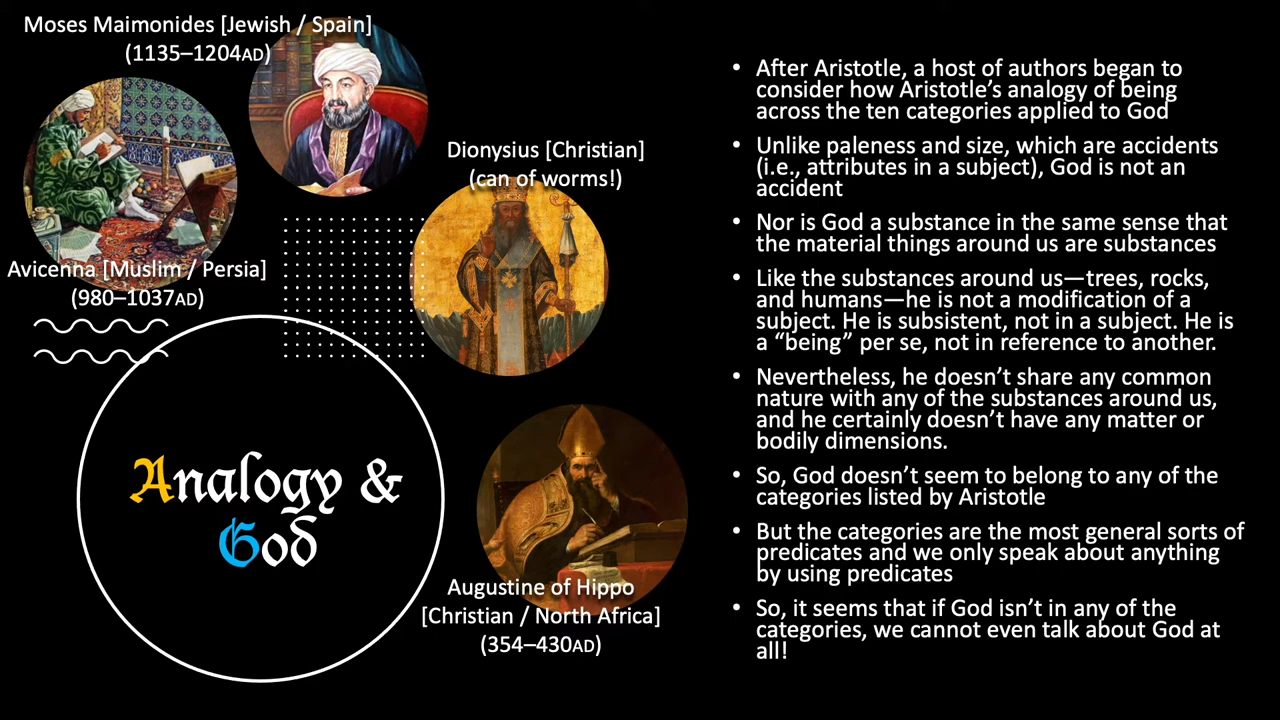 Moses Maimonides [Jewish / Spain]
(1135–1204AD)
Dionysius [Christian]
(can of worms!)
Avicenna [Muslim / Persia]
(980–1037AD)
Analogy &
God
Augustine of Hippo
[Christian / North Africa]
(354–430AD)
• After Aristotle, a host of authors began to
consider how Aristotle’s analogy of being
across the ten categories applied to God
• Unlike paleness and size, which are accidents
(i.e., attributes in a subject), God is not an
accident
• Nor is God a substance in the same sense that
the material things around us are substances
• Like the substances around us—trees, rocks,
and humans—he is not a modification of a
subject. He is subsistent, not in a subject. He is
a “being” per se, not in reference to another.
• Nevertheless, he doesn’t share any common
nature with any of the substances around us,
and he certainly doesn’t have any matter or
bodily dimensions.
• So, God doesn’t seem to belong to any of the
categories listed by Aristotle
• But the categories are the most general sorts of
predicates and we only speak about anything
by using predicates
• So, it seems that if God isn’t in any of the
categories, we cannot even talk about God at
all!